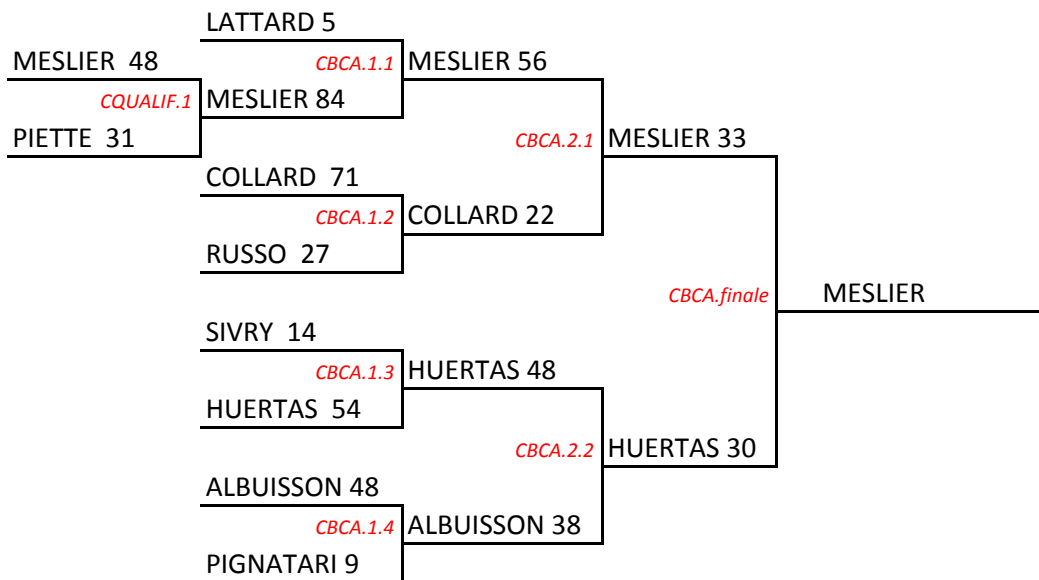 LATTARD 5
MESLIER 48
CBCA.1.1
MESLIER 56
CQUALIF.1
MESLIER 84
PIETTE 31
CBCA.2.1
MESLIER 33
COLLARD 71
CBCA.1.2
COLLARD 22
RUSSO 27
CBCA.finale
MESLIER
SIVRY 14
CBCA.1.3
HUERTAS 48
HUERTAS 54
CBCA.2.2
HUERTAS 30
ALBUISSON 48
CBCA.1.4
ALBUISSON 38
PIGNATARI 9